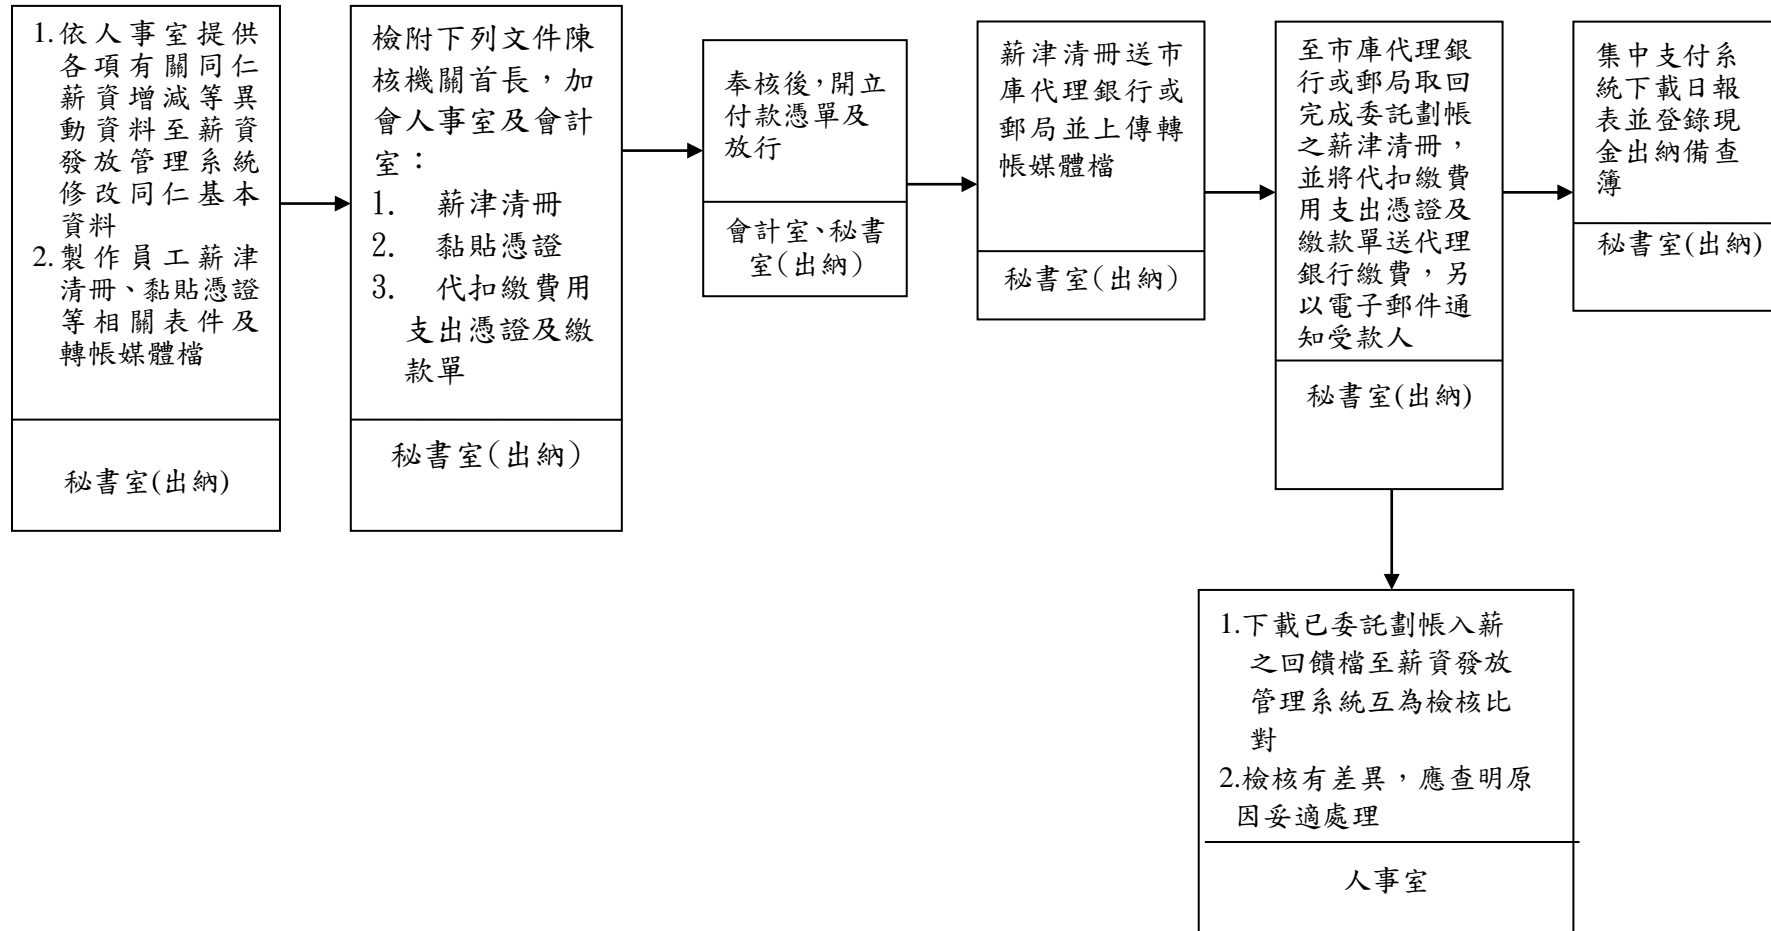 1.依人事室提供
各項有關同仁
薪資增減等異
動資料至薪資
發放管理系統
修改同仁基本
資料
2.製作員工薪津
清冊、黏貼憑證
等相關表件及
轉帳媒體檔
秘書室(出納)
檢附下列文件陳
核機關首長，加
會人事室及會計
室：
1. 薪津清冊
2. 黏貼憑證
3. 代扣繳費用
支出憑證及繳
款單
秘書室(出納)
奉核後，開立
付款憑單及
放行
會計室、秘書
室(出納)
薪津清冊送市
庫代理銀行或
郵局並上傳轉
帳媒體檔
秘書室(出納)
至市庫代理銀
行或郵局取回
完成委託劃帳
之薪津清冊，
並將代扣繳費
用支出憑證及
繳款單送代理
銀行繳費，另
以電子郵件通
知受款人
秘書室(出納)
集中支付系
統下載日報
表並登錄現
金出納備查
簿
秘書室(出納)
1.下載已委託劃帳入薪
之回饋檔至薪資發放
管理系統互為檢核比
對
2.檢核有差異，應查明原
因妥適處理
人事室